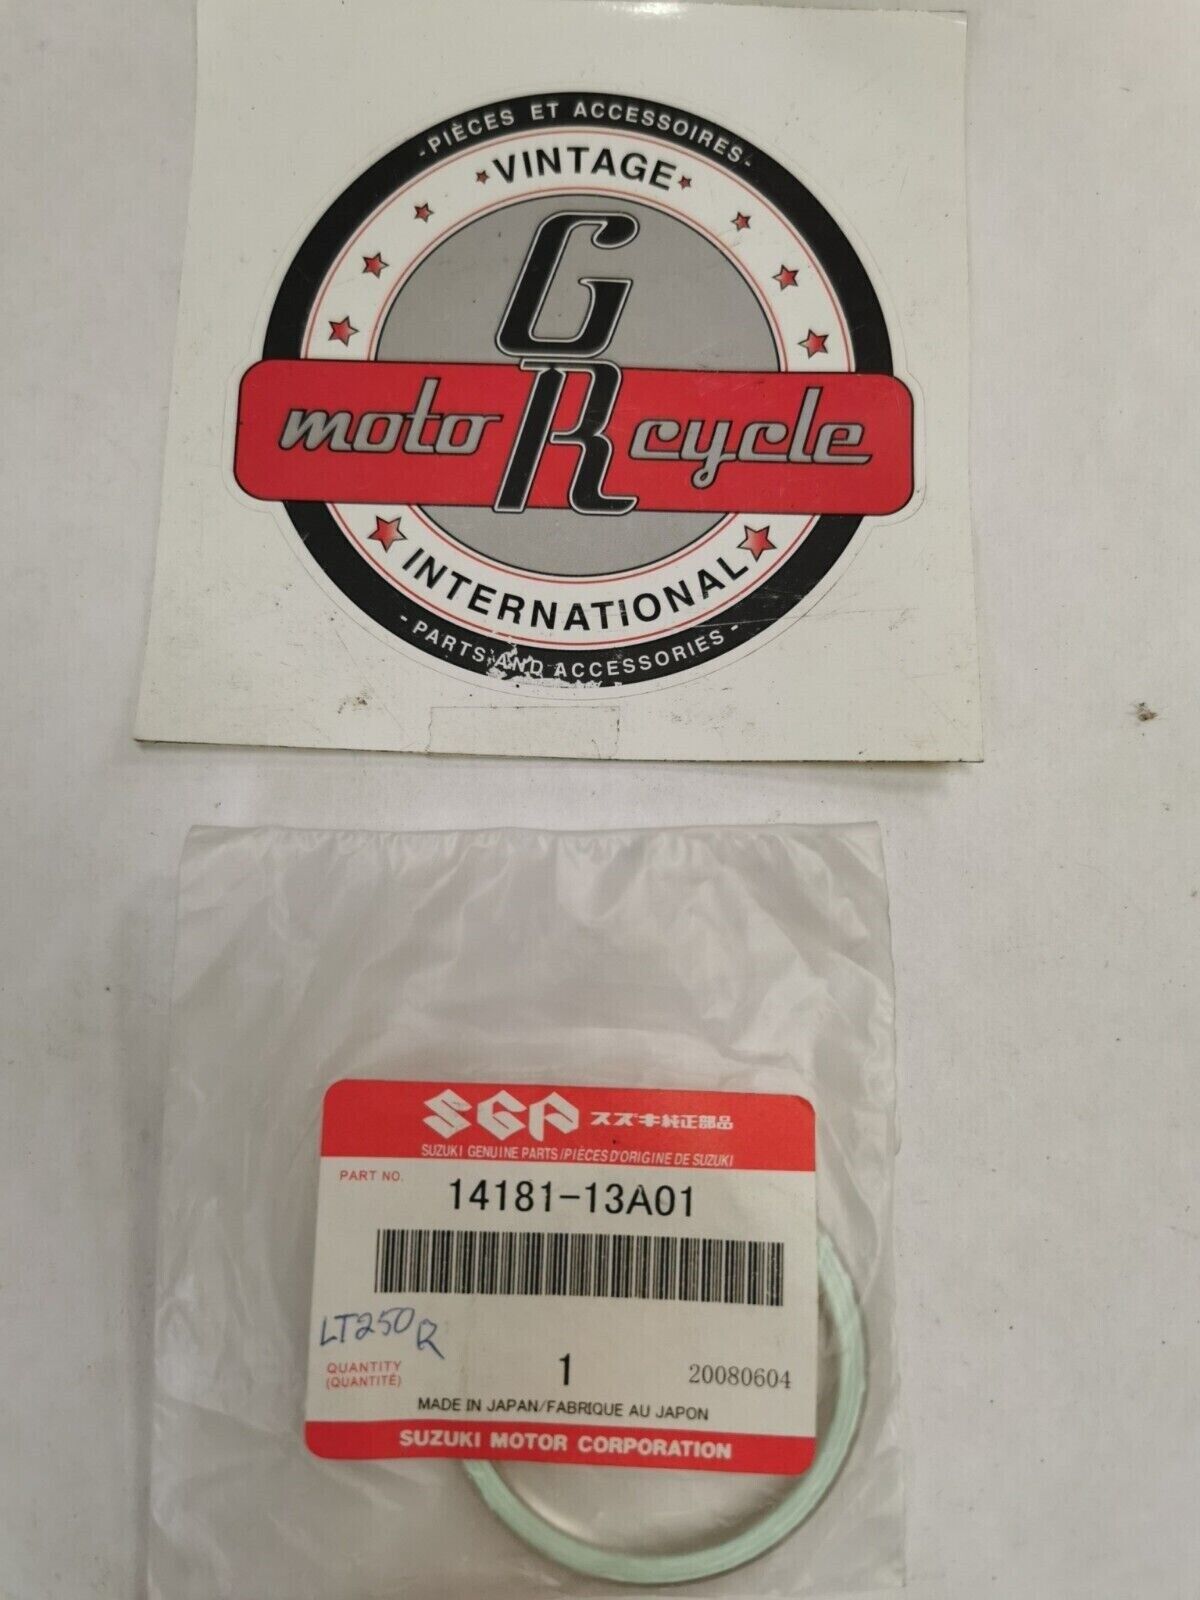 -PIÈCES ET ACCESSOIRES-
VINTAGE
GR
moto cycle
INTERNATIONAL
- PARTS AND ACCESSORIES -
SGP スズキ純正部品
SUZUKI GENUINE PARTS/PIÈCES D'ORIGINE DE SUZUKI
PART NO.
14181-13A01
LT250R
QUANTITY
(QUANTITÉ)
1
20080604
MADE IN JAPAN/FABRIQUE AU JAPON
SUZUKI MOTOR CORPORATION